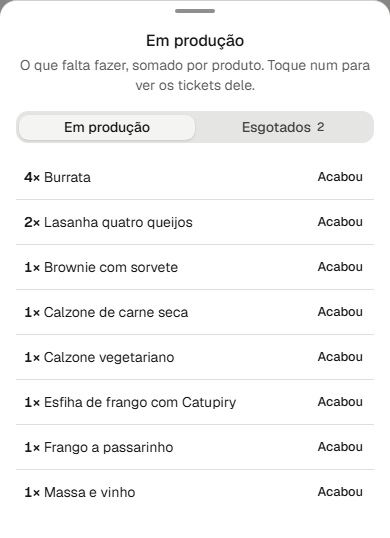 Em produção
O que falta fazer, somado por produto. Toque num para
ver os tickets dele.
Em produção Esgotados 2
4× Burrata Acabou
2× Lasanha quatro queijos Acabou
1× Brownie com sorvete Acabou
1× Calzone de carne seca Acabou
1× Calzone vegetariano Acabou
1× Esfiha de frango com Catupiry Acabou
1× Frango a passarinho Acabou
1× Massa e vinho Acabou